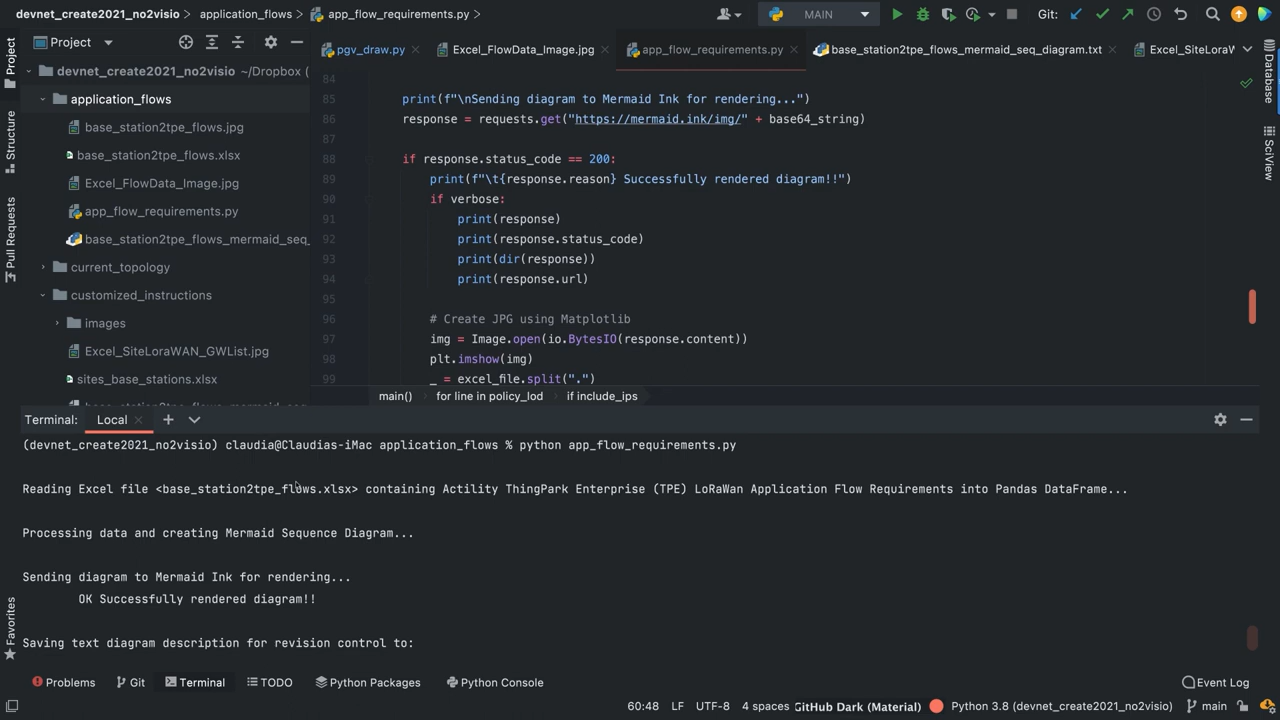 devnet_create2021_no2visio > application_flows > app_flow_requirements.py >
MAIN
Git:
Project
pgv_draw.py
Excel_FlowData_Image.jpg
app_flow_requirements.py
base_station2tpe_flows_mermaid_seq_diagram.txt
Excel_SiteLoraW
Project
Structure
Pull Requests
Favorites
Database
SciView
devnet_create2021_no2visio ~/Dropbox (
application_flows
base_station2tpe_flows.jpg
base_station2tpe_flows.xlsx
Excel_FlowData_Image.jpg
app_flow_requirements.py
base_station2tpe_flows_mermaid_seq_
current_topology
customized_instructions
images
Excel_SiteLoraWAN_GWList.jpg
sites_base_stations.xlsx
84
85 print(f"\nSending diagram to Mermaid Ink for rendering...")
86 response = requests.get("https://mermaid.ink/img/" + base64_string)
87
88 if response.status_code == 200:
89 print(f"\t{response.reason} Successfully rendered diagram!!")
90 if verbose:
91 print(response)
92 print(response.status_code)
93 print(dir(response))
94 print(response.url)
95
96 # Create JPG using Matplotlib
97 img = Image.open(io.BytesIO(response.content))
98 plt.imshow(img)
99 _ = excel_file.split(".")
main() > for line in policy_lod > if include_ips
Terminal: Local
(devnet_create2021_no2visio) claudia@Claudias-iMac application_flows % python app_flow_requirements.py
Reading Excel file <base_station2tpe_flows.xlsx> containing Actility ThingPark Enterprise (TPE) LoRaWan Application Flow Requirements into Pandas DataFrame...
Processing data and creating Mermaid Sequence Diagram...
Sending diagram to Mermaid Ink for rendering...
OK Successfully rendered diagram!!
Saving text diagram description for revision control to:
Problems Git Terminal TODO Python Packages Python Console Event Log
60:48 LF UTF-8 4 spaces GitHub Dark (Material) Python 3.8 (devnet_create2021_no2visio) main